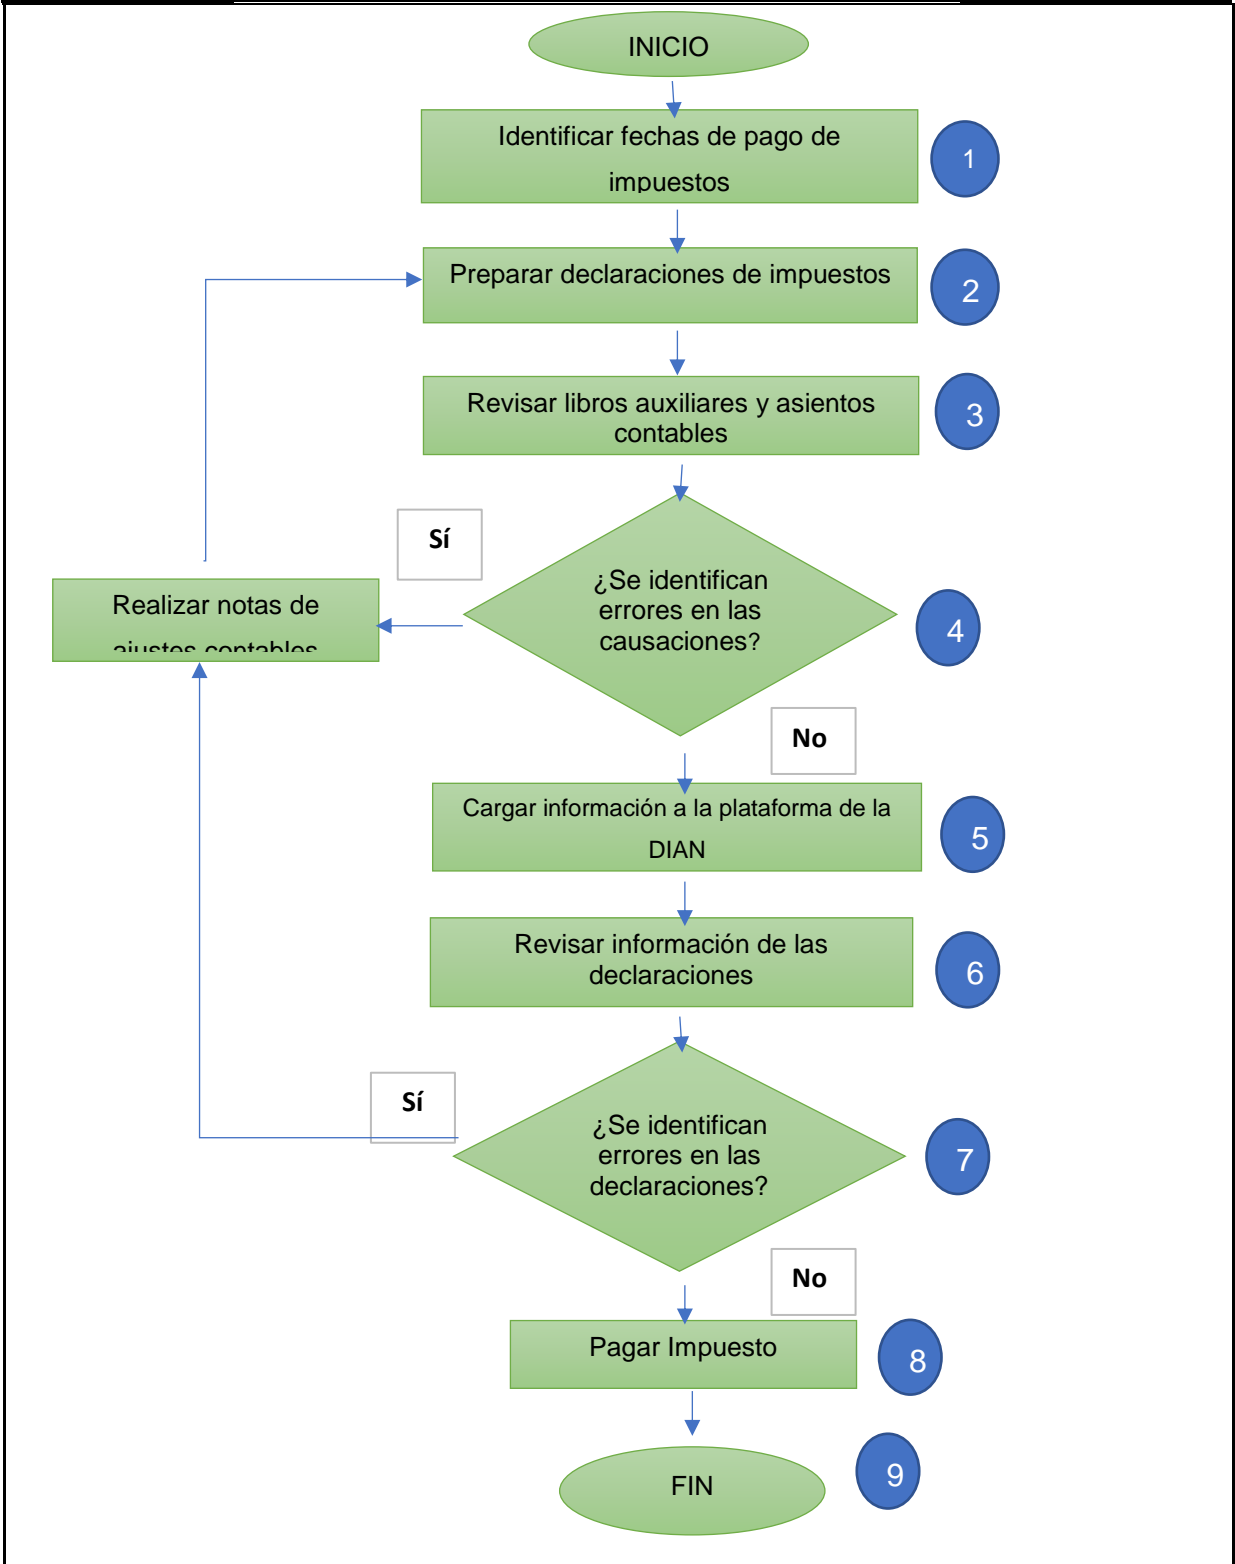 INICIO
Identificar fechas de pago de
impuestos
1
Preparar declaraciones de impuestos
2
Revisar libros auxiliares y asientos
contables
3
Sí
¿Se identifican
errores en las
causaciones?
4
Realizar notas de
ajustes contables
No
Cargar información a la plataforma de la
DIAN
5
Revisar información de las
declaraciones
6
Sí
¿Se identifican
errores en las
declaraciones?
7
No
Pagar Impuesto
8
FIN
9